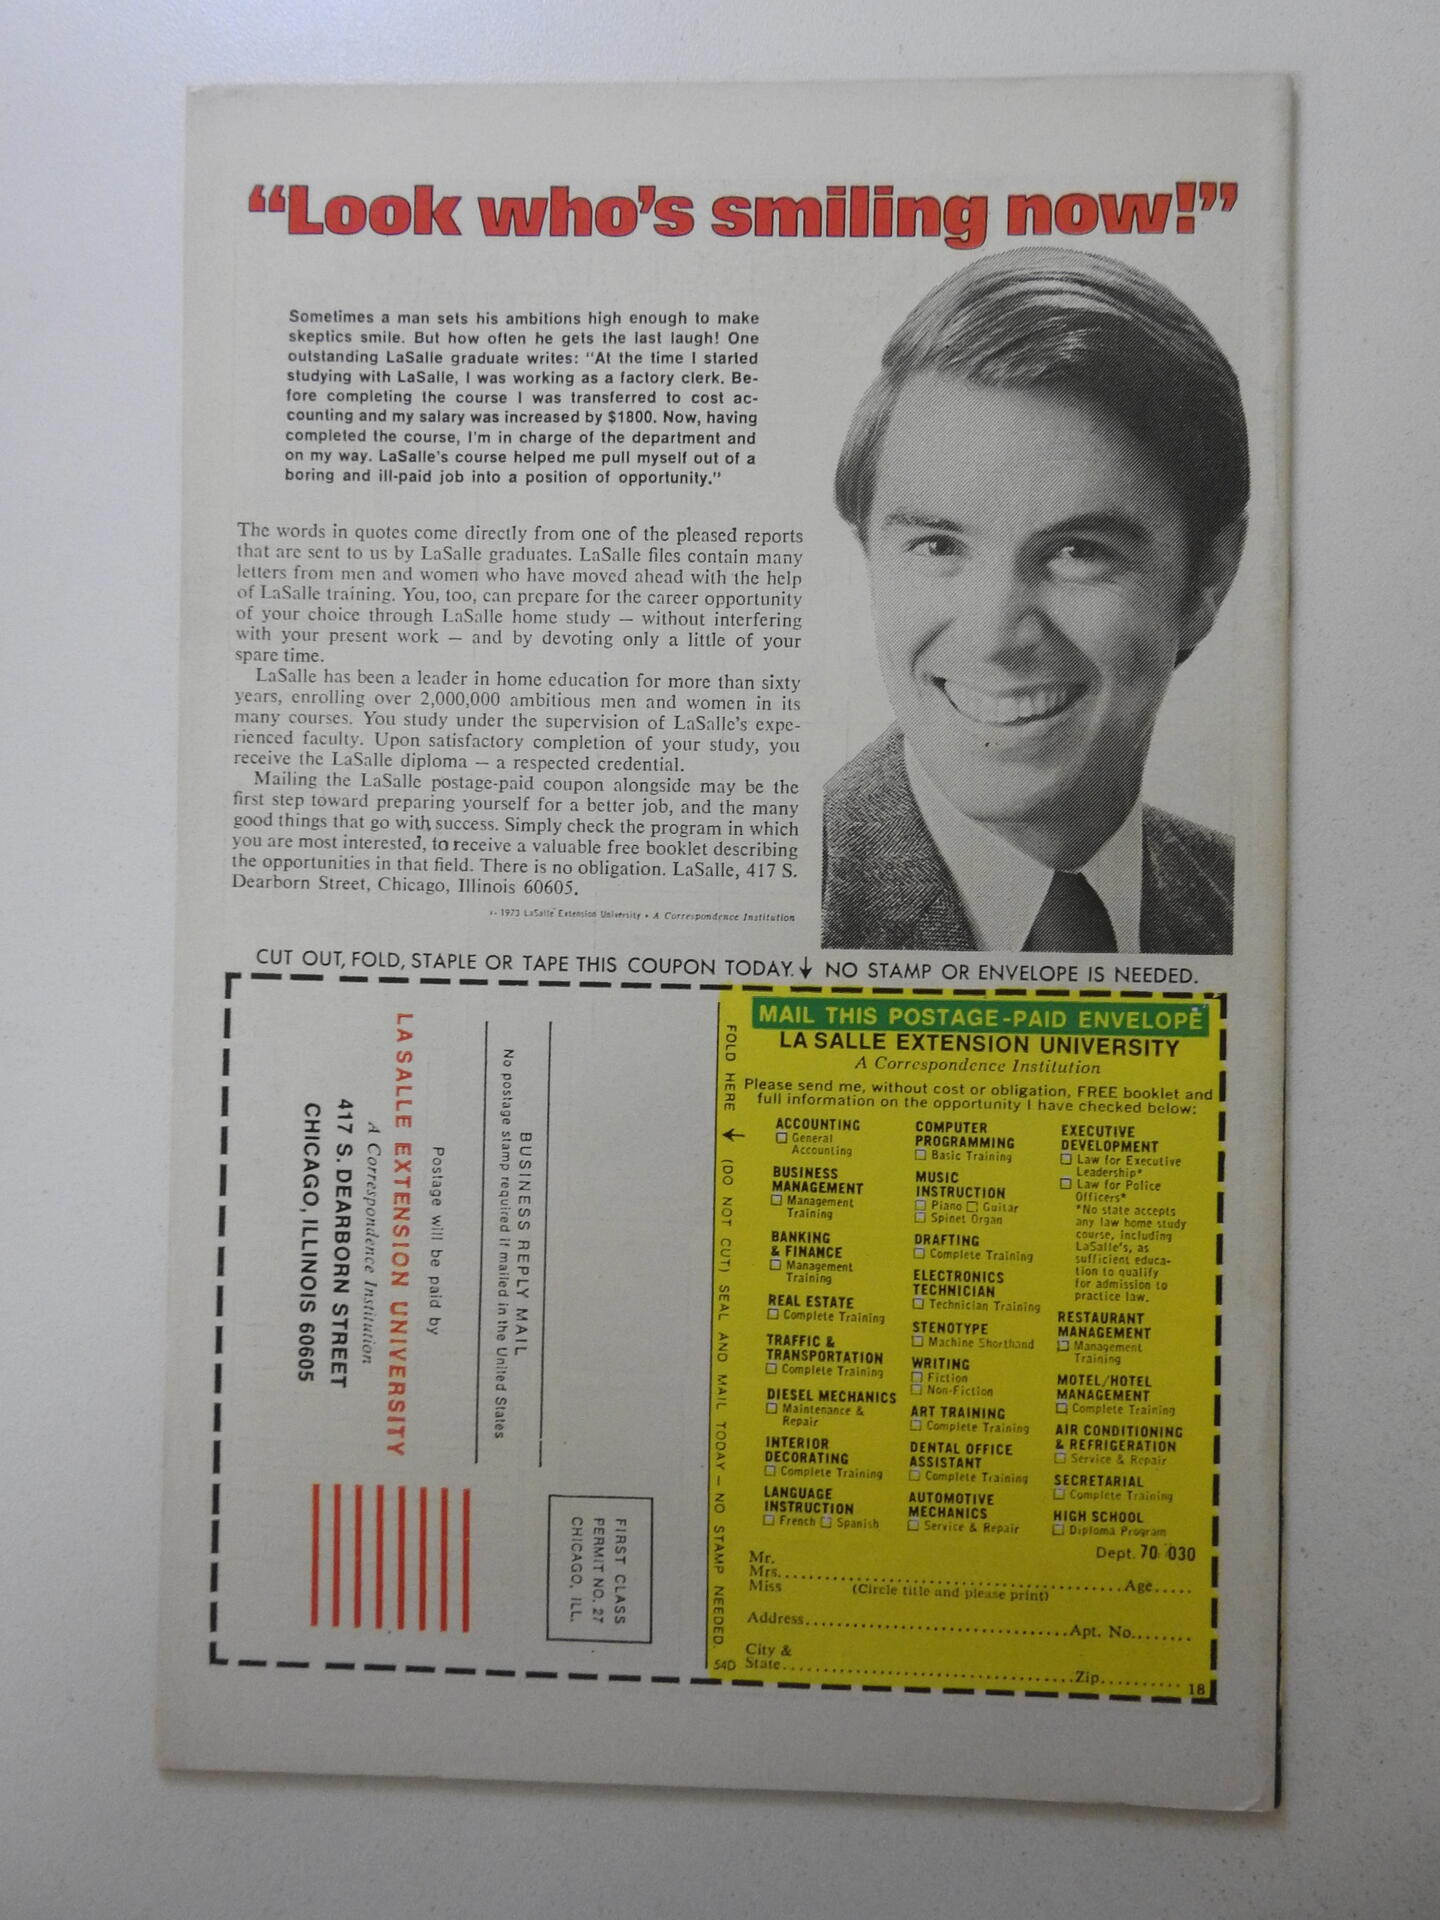 “Look who’s smiling now!”
Sometimes a man sets his ambitions high enough to make
skeptics smile. But how often he gets the last laugh! One
outstanding LaSalle graduate writes: “At the time I started
studying with LaSalle, I was working as a factory clerk. Be-
fore completing the course I was transferred to cost ac-
counting and my salary was increased by $1800. Now, having
completed the course, I’m in charge of the department and
on my way. LaSalle’s course helped me pull myself out of a
boring and ill-paid job into a position of opportunity.”
The words in quotes come directly from one of the pleased reports
that are sent to us by LaSalle graduates. LaSalle files contain many
letters from men and women who have moved ahead with the help
of LaSalle training. You, too, can prepare for the career opportunity
of your choice through LaSalle home study — without interfering
with your present work — and by devoting only a little of your
spare time.
LaSalle has been a leader in home education for more than sixty
years, enrolling over 2,000,000 ambitious men and women in its
many courses. You study under the supervision of LaSalle’s expe-
rienced faculty. Upon satisfactory completion of your study, you
receive the LaSalle diploma — a respected credential.
Mailing the LaSalle postage-paid coupon alongside may be the
first step toward preparing yourself for a better job, and the many
good things that go with success. Simply check the program in which
you are most interested, to receive a valuable free booklet describing
the opportunities in that field. There is no obligation. LaSalle, 417 S.
Dearborn Street, Chicago, Illinois 60605.
1973 LaSalle Extension University • A Correspondence Institution
CUT OUT, FOLD, STAPLE OR TAPE THIS COUPON TODAY. ↓ NO STAMP OR ENVELOPE IS NEEDED.
FIRST CLASS
PERMIT NO. 27
CHICAGO, ILL.
BUSINESS REPLY MAIL
No postage stamp required if mailed in the United States
Postage will be paid by
LA SALLE EXTENSION UNIVERSITY
A Correspondence Institution
417 S. DEARBORN STREET
CHICAGO, ILLINOIS 60605
FOLD HERE ↓ (DO NOT CUT) SEAL AND MAIL TODAY — NO STAMP NEEDED.
54D
MAIL THIS POSTAGE-PAID ENVELOPE
LA SALLE EXTENSION UNIVERSITY
A Correspondence Institution
Please send me, without cost or obligation, FREE booklet and
full information on the opportunity I have checked below:
ACCOUNTING
☐ General
Accounting
BUSINESS
MANAGEMENT
☐ Management
Training
BANKING
& FINANCE
☐ Management
Training
REAL ESTATE
☐ Complete Training
TRAFFIC &
TRANSPORTATION
☐ Complete Training
DIESEL MECHANICS
☐ Maintenance &
Repair
INTERIOR
DECORATING
☐ Complete Training
LANGUAGE
INSTRUCTION
☐ French ☐ Spanish
COMPUTER
PROGRAMMING
☐ Basic Training
MUSIC
INSTRUCTION
☐ Piano ☐ Guitar
☐ Spinet Organ
DRAFTING
☐ Complete Training
ELECTRONICS
TECHNICIAN
☐ Technician Training
STENOTYPE
☐ Machine Shorthand
WRITING
☐ Fiction
☐ Non-Fiction
ART TRAINING
☐ Complete Training
DENTAL OFFICE
ASSISTANT
☐ Complete Training
AUTOMOTIVE
MECHANICS
☐ Service & Repair
EXECUTIVE
DEVELOPMENT
☐ Law for Executive
Leadership*
☐ Law for Police
Officers*
*No state accepts
any law home study
course, including
LaSalle’s, as
sufficient educa-
tion to qualify
for admission to
practice law.
RESTAURANT
MANAGEMENT
☐ Management
Training
MOTEL/HOTEL
MANAGEMENT
☐ Complete Training
AIR CONDITIONING
& REFRIGERATION
☐ Service & Repair
SECRETARIAL
☐ Complete Training
HIGH SCHOOL
☐ Diploma Program
Dept. 70-030
Mr.
Mrs. Age
Miss (Circle title and please print)
Address Apt. No.
City &
State Zip
18